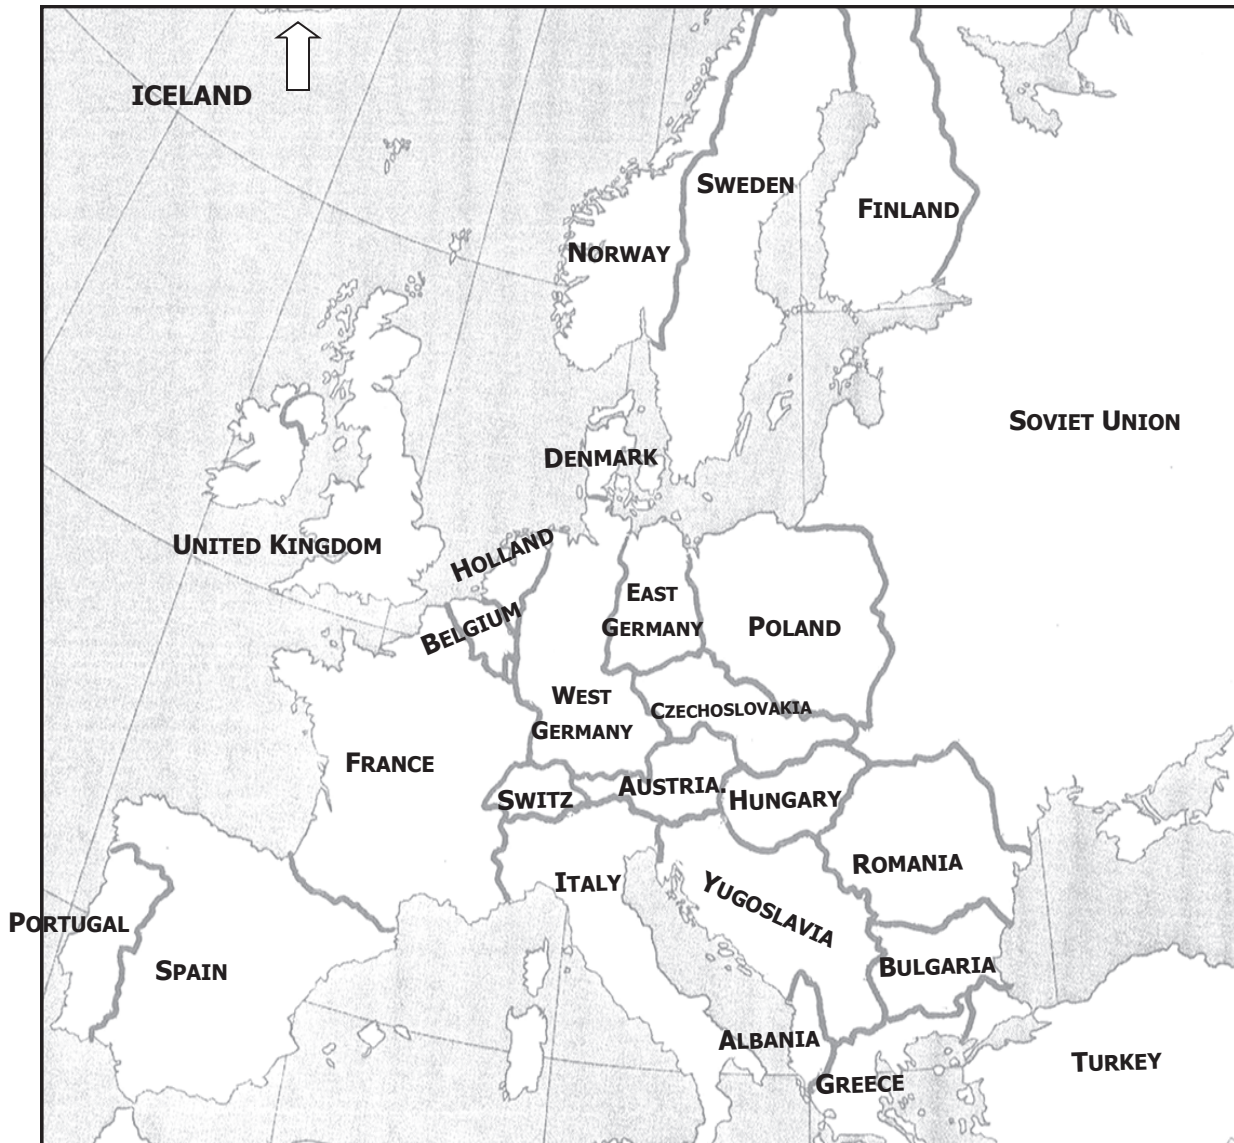 ICELAND
SWEDEN
FINLAND
NORWAY
SOVIET UNION
DENMARK
UNITED KINGDOM
HOLLAND
EAST
GERMANY
BELGIUM
POLAND
WEST
GERMANY
CZECHOSLOVAKIA
FRANCE
AUSTRIA.
SWITZ
HUNGARY
ROMANIA
ITALY
YUGOSLAVIA
PORTUGAL
SPAIN
BULGARIA
ALBANIA
TURKEY
GREECE